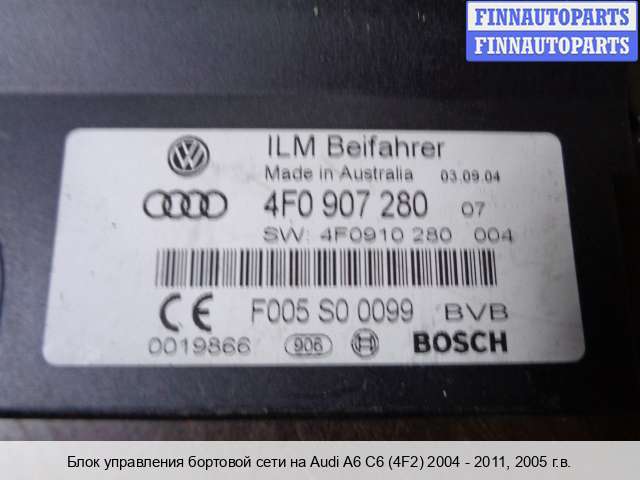 FINNAUTOPARTS
FINNAUTOPARTS
ILM Beifahrer
Made in Australia 03.09.04
4F0 907 280 07
SW: 4F0910 280 004
CE F005 S0 0099 BVB
0019866 906 BOSCH
Блок управления бортовой сети на Audi A6 C6 (4F2) 2004 - 2011, 2005 г.в.